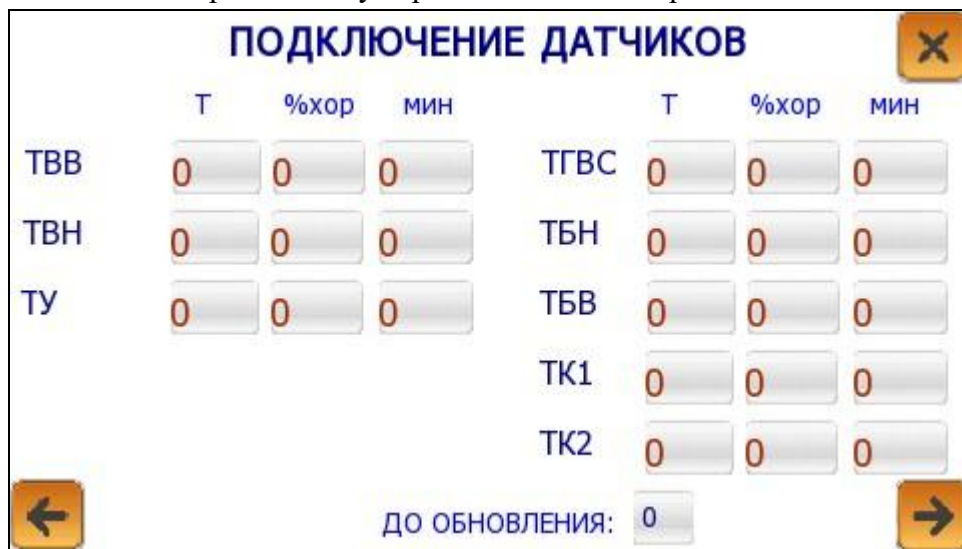 ПОДКЛЮЧЕНИЕ ДАТЧИКОВ
Т %хор мин Т %хор мин
ТВВ 0 0 0 ТГВС 0 0 0
ТВН 0 0 0 ТБН 0 0 0
ТУ 0 0 0 ТБВ 0 0 0
ТК1 0 0 0
ТК2 0 0 0
ДО ОБНОВЛЕНИЯ: 0